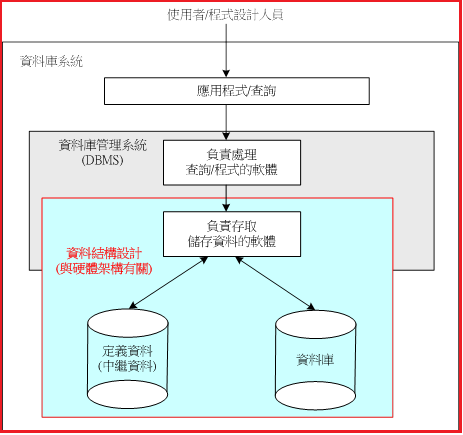 使用者/程式設計人員
資料庫系統
應用程式/查詢
資料庫管理系統
(DBMS)
負責處理
查詢/程式的軟體
負責存取
儲存資料的軟體
資料結構設計
(與硬體架構有關)
定義資料
(中繼資料)
資料庫